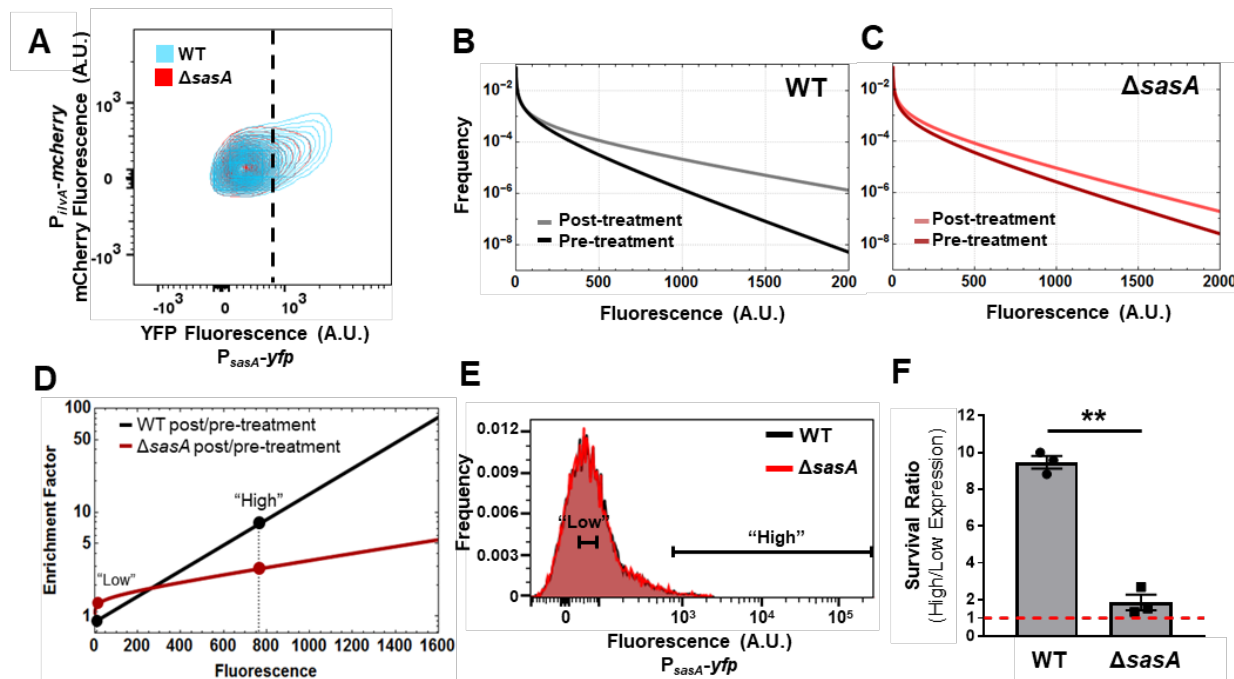 A
WT
ΔsasA
P_ilvA-mcherry
mCherry Fluorescence (A.U.)
10³
0
-10³
-10³ 0 10³
YFP Fluorescence (A.U.)
P_sasA-yfp
B
WT
Frequency
10⁻²
10⁻⁴
10⁻⁶
10⁻⁸
Post-treatment
Pre-treatment
0 500 1000 1500 200
Fluorescence (A.U.)
C
ΔsasA
10⁻²
10⁻⁴
10⁻⁶
10⁻⁸
Post-treatment
Pre-treatment
0 500 1000 1500 2000
Fluorescence (A.U.)
D
Enrichment Factor
100
50
10
5
1
WT post/pre-treatment
ΔsasA post/pre-treatment
"High"
"Low"
0 200 400 600 800 1000 1200 1400 1600
Fluorescence
E
Frequency
0.012
0.009
0.006
0.003
0
WT
ΔsasA
"Low"
"High"
0 10³ 10⁴ 10⁵
Fluorescence (A.U.)
P_sasA-yfp
F
Survival Ratio
(High/Low Expression)
12
10
8
6
4
2
1
0
**
WT ΔsasA